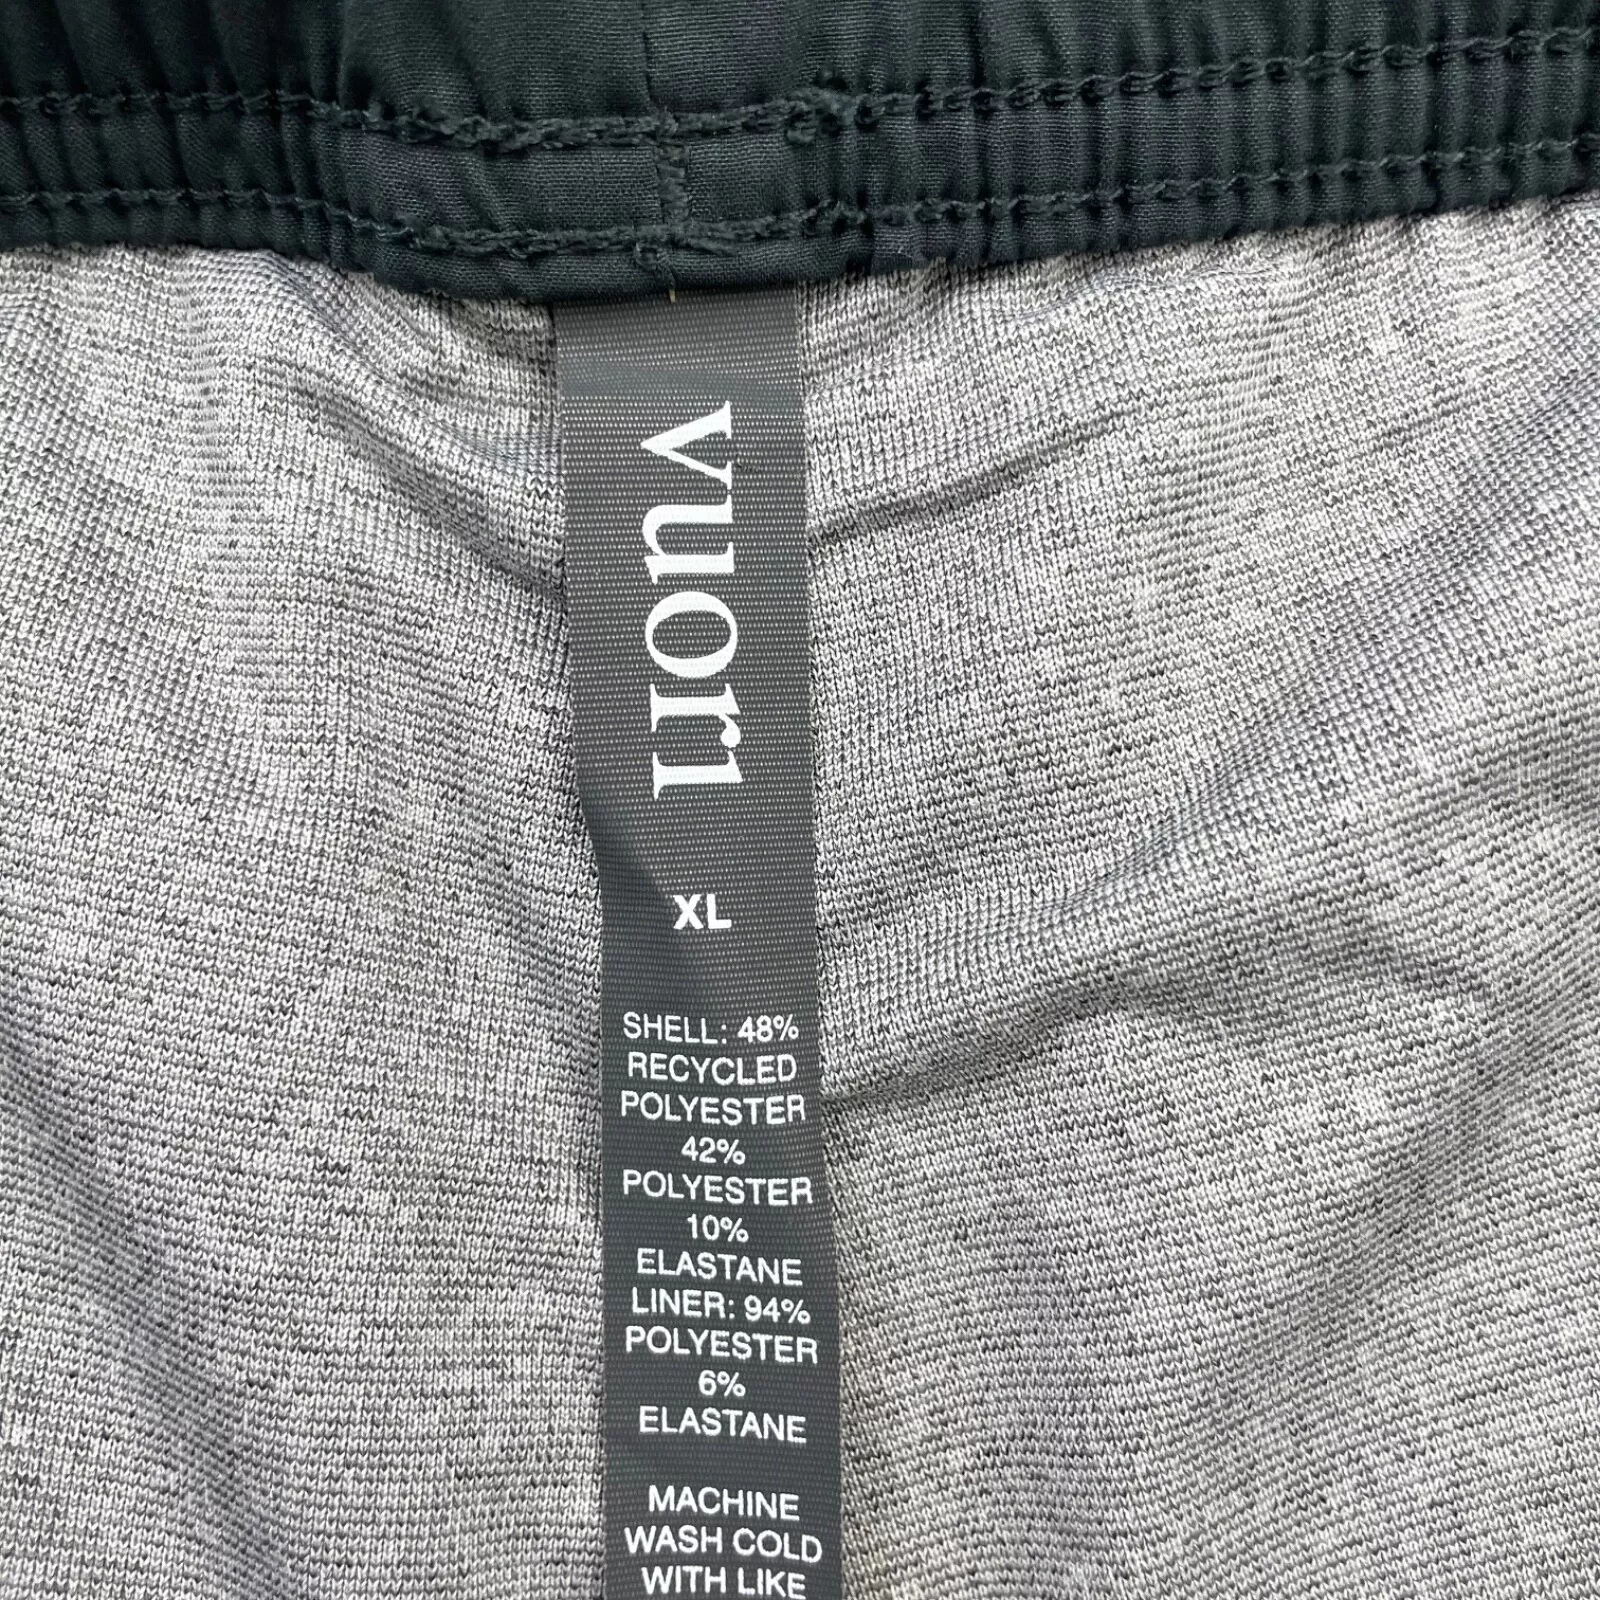 vuori
XL
SHELL: 48%
RECYCLED
POLYESTER
42%
POLYESTER
10%
ELASTANE
LINER: 94%
POLYESTER
6%
ELASTANE
MACHINE
WASH COLD
WITH LIKE